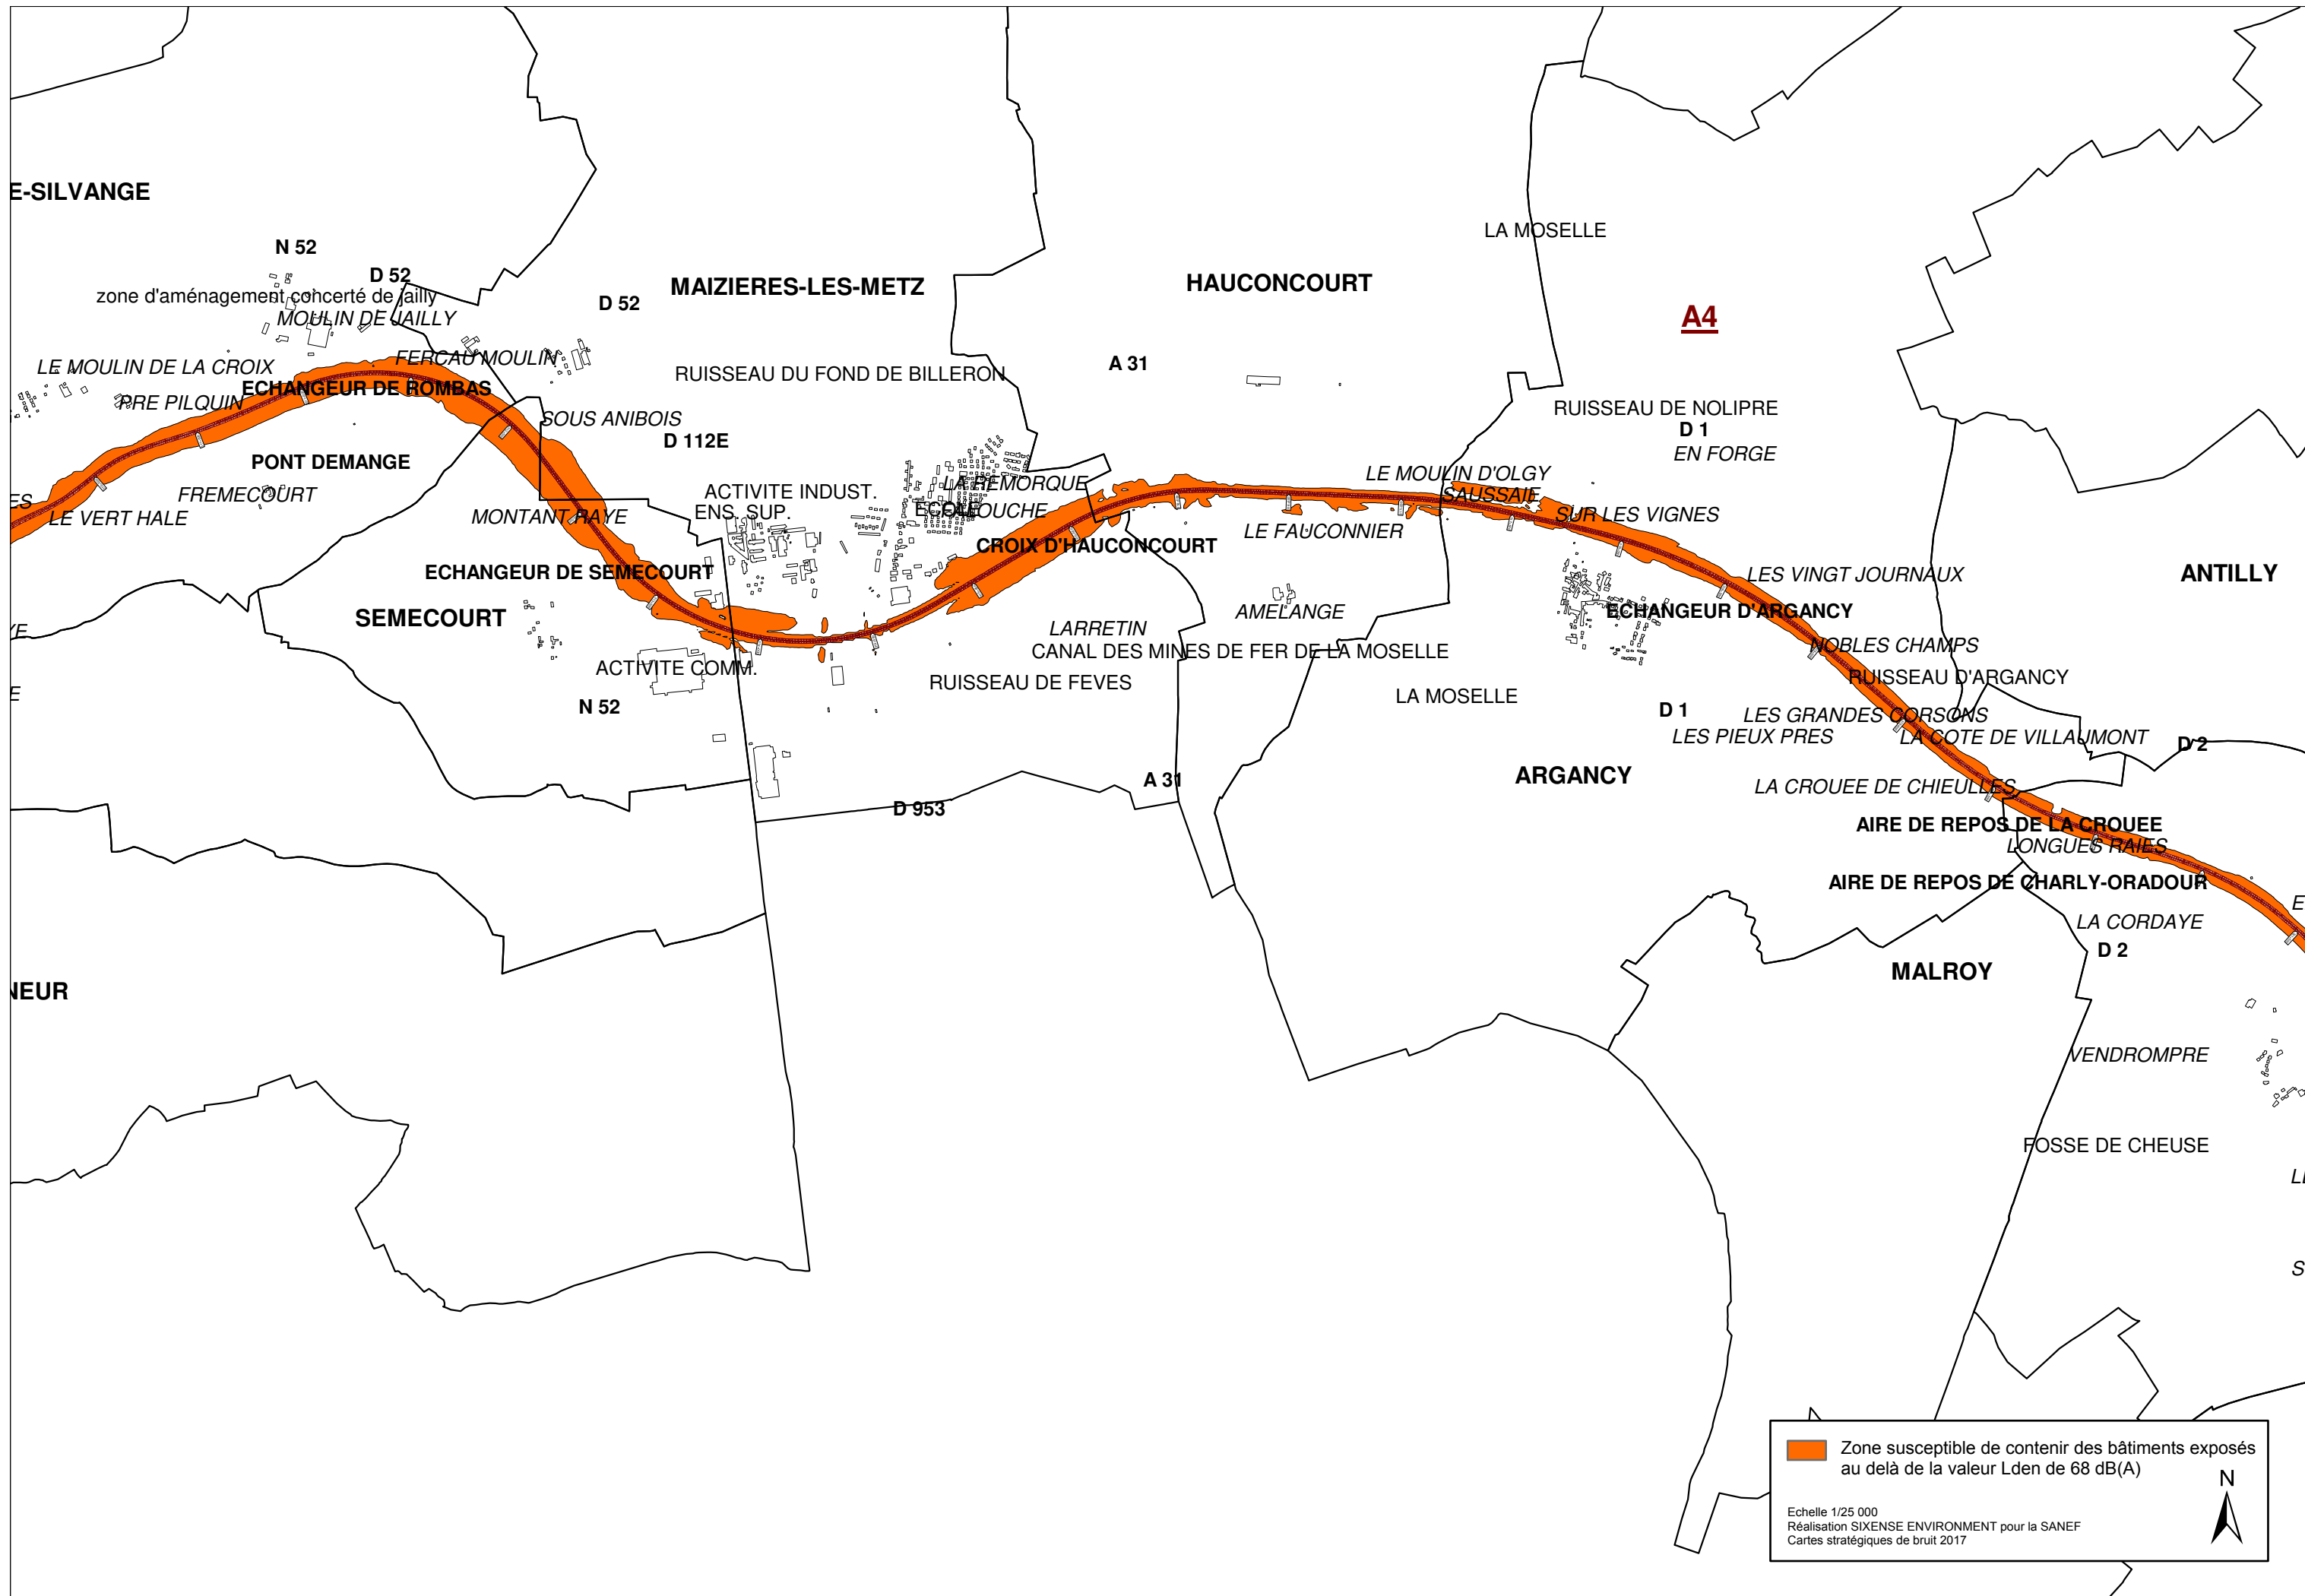 E-SILVANGE
LA MOSELLE
N 52
D 52
zone d'aménagement concerté de jailly
MOULIN DE JAILLY
D 52
MAIZIERES-LES-METZ
HAUCONCOURT
A4
LE MOULIN DE LA CROIX
FERCAU MOULIN
RUISSEAU DU FOND DE BILLERON
A 31
ECHANGEUR DE ROMBAS
PRE PILQUIN
SOUS ANIBOIS
D 112E
RUISSEAU DE NOLIPRE
D 1
EN FORGE
PONT DEMANGE
FREMECOURT
LE VERT HALE
ES
MONTANT RAYE
ACTIVITE INDUST.
ENS. SUP.
LA REMORQUE
ECOLE
LE MOULIN D'OLGY
SAUSSAIE
SUR LES VIGNES
LE FAUCONNIER
CROIX D'HAUCONCOURT
ECHANGEUR DE SEMECOURT
SEMECOURT
LES VINGT JOURNAUX
ANTILLY
ECHANGEUR D'ARGANCY
AMELANGE
LARRETIN
CANAL DES MINES DE FER DE LA MOSELLE
NOBLES CHAMPS
RUISSEAU D'ARGANCY
YE
E
ACTIVITE COMM.
N 52
RUISSEAU DE FEVES
LA MOSELLE
D 1
LES GRANDES CORSONS
LES PIEUX PRES
LA COTE DE VILLAUMONT
D 2
A 31
ARGANCY
LA CROUEE DE CHIEULLES
D 953
AIRE DE REPOS DE LA CROUEE
LONGUES RAIES
AIRE DE REPOS DE CHARLY-ORADOUR
E
LA CORDAYE
D 2
NEUR
MALROY
VENDROMPRE
FOSSE DE CHEUSE
LE
S
Zone susceptible de contenir des bâtiments exposés
au delà de la valeur Lden de 68 dB(A)
N
Echelle 1/25 000
Réalisation SIXENSE ENVIRONMENT pour la SANEF
Cartes stratégiques de bruit 2017